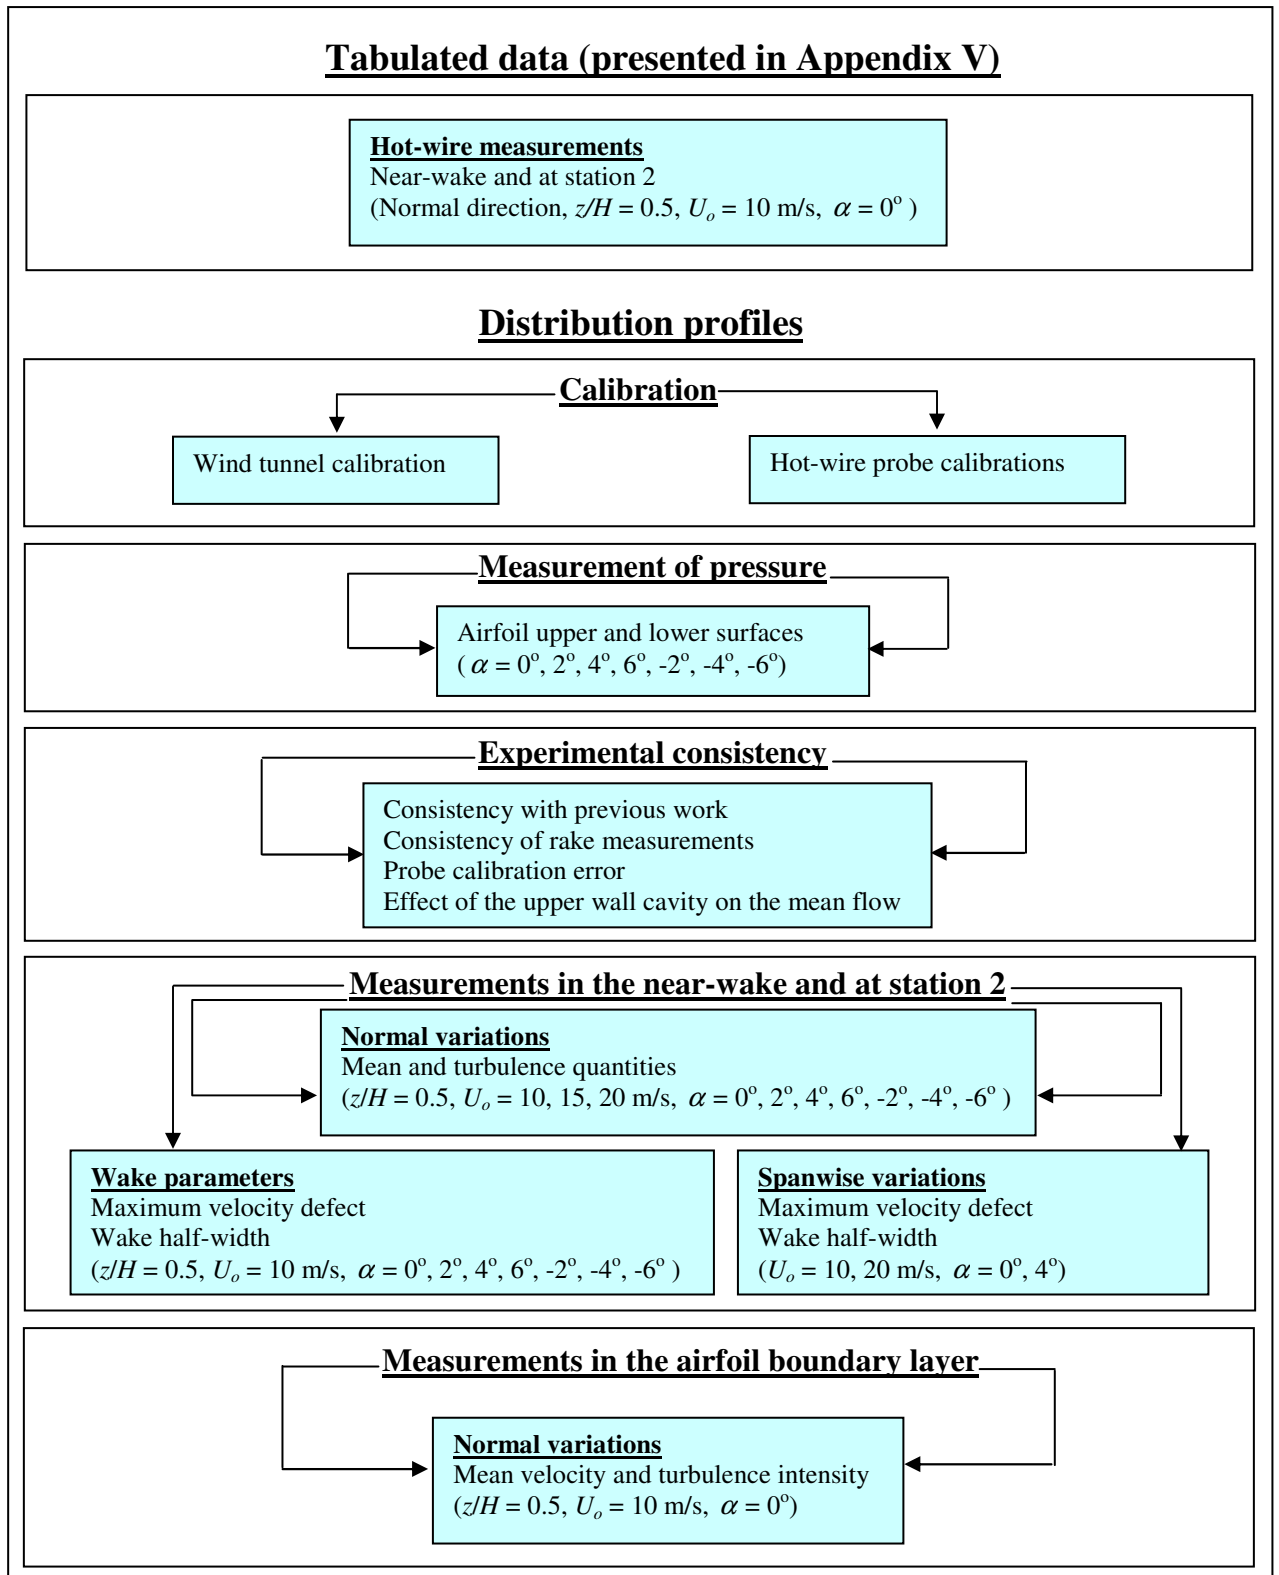 Tabulated data (presented in Appendix V)
Hot-wire measurements
Near-wake and at station 2
(Normal direction, z/H = 0.5, Uo = 10 m/s, α = 0o )
Distribution profiles
Calibration
Wind tunnel calibration
Hot-wire probe calibrations
Measurement of pressure
Airfoil upper and lower surfaces
( α = 0o, 2o, 4o, 6o, -2o, -4o, -6o)
Experimental consistency
Consistency with previous work
Consistency of rake measurements
Probe calibration error
Effect of the upper wall cavity on the mean flow
Measurements in the near-wake and at station 2
Normal variations
Mean and turbulence quantities
(z/H = 0.5, Uo = 10, 15, 20 m/s, α = 0o, 2o, 4o, 6o, -2o, -4o, -6o )
Wake parameters
Maximum velocity defect
Wake half-width
(z/H = 0.5, Uo = 10 m/s, α = 0o, 2o, 4o, 6o, -2o, -4o, -6o )
Spanwise variations
Maximum velocity defect
Wake half-width
(Uo = 10, 20 m/s, α = 0o, 4o)
Measurements in the airfoil boundary layer
Normal variations
Mean velocity and turbulence intensity
(z/H = 0.5, Uo = 10 m/s, α = 0o)